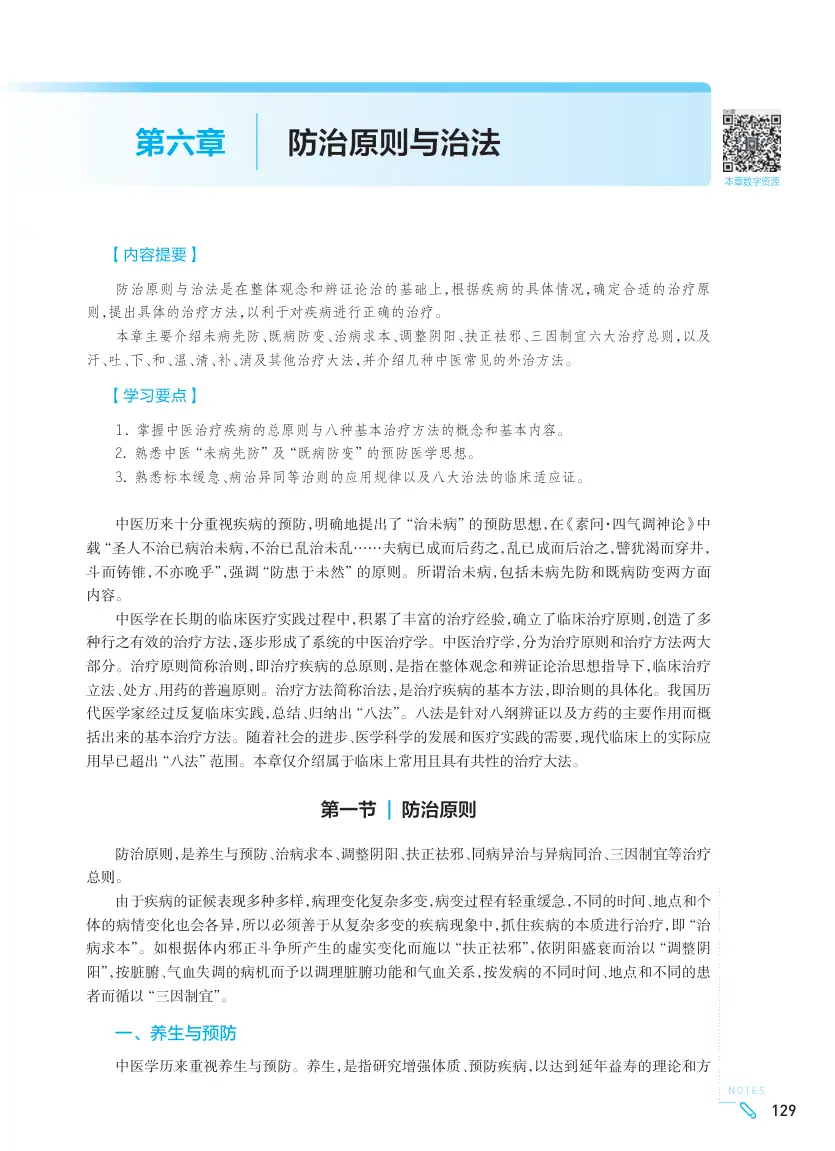 第六章
防治原则与治法
本章数字资源
【内容提要】
防治原则与治法是在整体观念和辨证论治的基础上,根据疾病的具体情况,确定合适的治疗原
则,提出具体的治疗方法,以利于对疾病进行正确的治疗。
本章主要介绍未病先防、既病防变、治病求本、调整阴阳、扶正祛邪、三因制宜六大治疗总则,以及
汗、吐、下、和、温、清、补、消及其他治疗大法,并介绍几种中医常见的外治方法。
【学习要点】
1. 掌握中医治疗疾病的总原则与八种基本治疗方法的概念和基本内容。
2. 熟悉中医“未病先防”及“既病防变”的预防医学思想。
3. 熟悉标本缓急、病治异同等治则的应用规律以及八大治法的临床适应证。
中医历来十分重视疾病的预防,明确地提出了“治未病”的预防思想,在《素问·四气调神论》中
载“圣人不治已病治未病,不治已乱治未乱……夫病已成而后药之,乱已成而后治之,譬犹渴而穿井,
斗而铸锥,不亦晚乎”,强调“防患于未然”的原则。所谓治未病,包括未病先防和既病防变两方面
内容。
中医学在长期的临床医疗实践过程中,积累了丰富的治疗经验,确立了临床治疗原则,创造了多
种行之有效的治疗方法,逐步形成了系统的中医治疗学。中医治疗学,分为治疗原则和治疗方法两大
部分。治疗原则简称治则,即治疗疾病的总原则,是指在整体观念和辨证论治思想指导下,临床治疗
立法、处方、用药的普遍原则。治疗方法简称治法,是治疗疾病的基本方法,即治则的具体化。我国历
代医学家经过反复临床实践,总结、归纳出“八法”。八法是针对八纲辨证以及方药的主要作用而概
括出来的基本治疗方法。随着社会的进步、医学科学的发展和医疗实践的需要,现代临床上的实际应
用早已超出“八法”范围。本章仅介绍属于临床上常用且具有共性的治疗大法。
第一节 | 防治原则
防治原则,是养生与预防、治病求本、调整阴阳、扶正祛邪、同病异治与异病同治、三因制宜等治疗
总则。
由于疾病的证候表现多种多样,病理变化复杂多变,病变过程有轻重缓急,不同的时间、地点和个
体的病情变化也会各异,所以必须善于从复杂多变的疾病现象中,抓住疾病的本质进行治疗,即“治
病求本”。如根据体内邪正斗争所产生的虚实变化而施以“扶正祛邪”,依阴阳盛衰而治以“调整阴
阳”,按脏腑、气血失调的病机而予以调理脏腑功能和气血关系,按发病的不同时间、地点和不同的患
者而循以“三因制宜”。
一、养生与预防
中医学历来重视养生与预防。养生,是指研究增强体质、预防疾病,以达到延年益寿的理论和方
NOTES
129